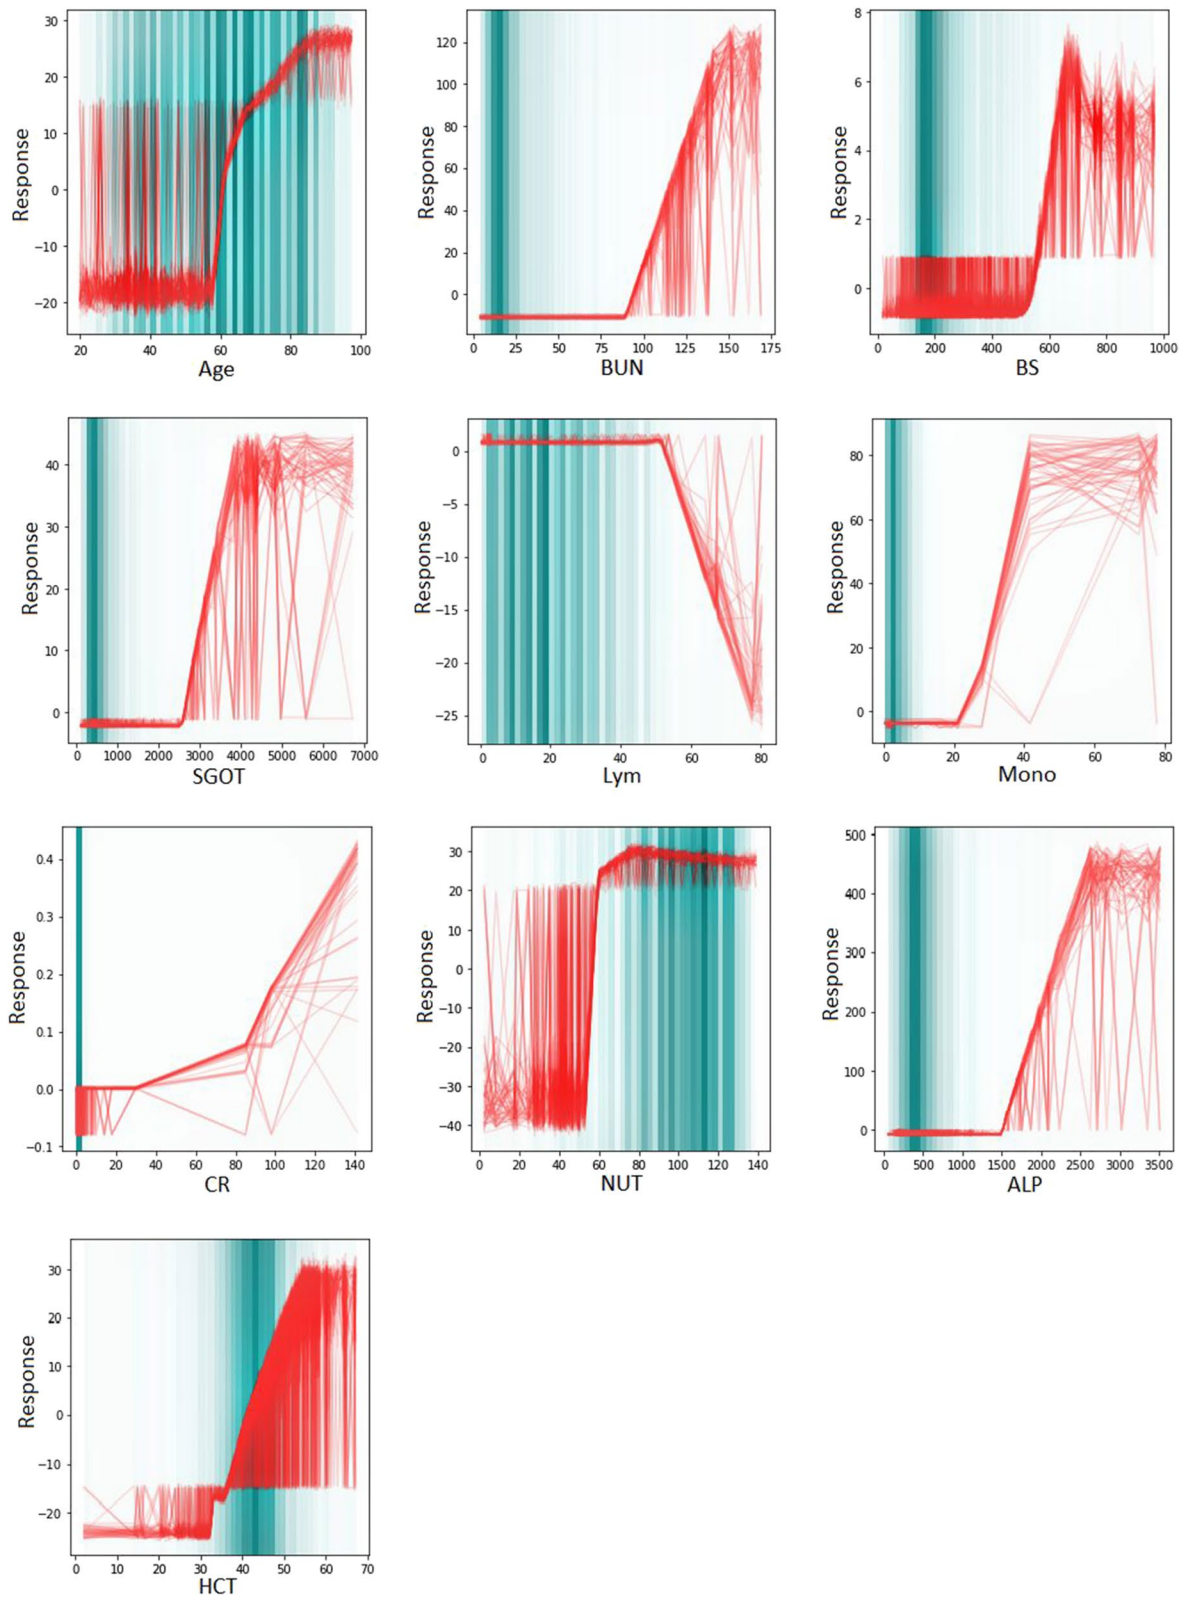 30
20
10
0
−10
−20
Response
20 40 60 80 100
Age
120
100
80
60
40
20
0
Response
0 25 50 75 100 125 150 175
BUN
8
6
4
2
0
Response
0 200 400 600 800 1000
BS
40
30
20
10
0
Response
0 1000 2000 3000 4000 5000 6000 7000
SGOT
0
−5
−10
−15
−20
−25
Response
0 20 40 60 80
Lym
80
60
40
20
0
Response
0 20 40 60 80
Mono
0.4
0.3
0.2
0.1
0.0
−0.1
Response
0 20 40 60 80 100 120 140
CR
30
20
10
0
−10
−20
−30
−40
Response
0 20 40 60 80 100 120 140
NUT
500
400
300
200
100
0
Response
0 500 1000 1500 2000 2500 3000 3500
ALP
30
20
10
0
−10
−20
Response
0 10 20 30 40 50 60 70
HCT